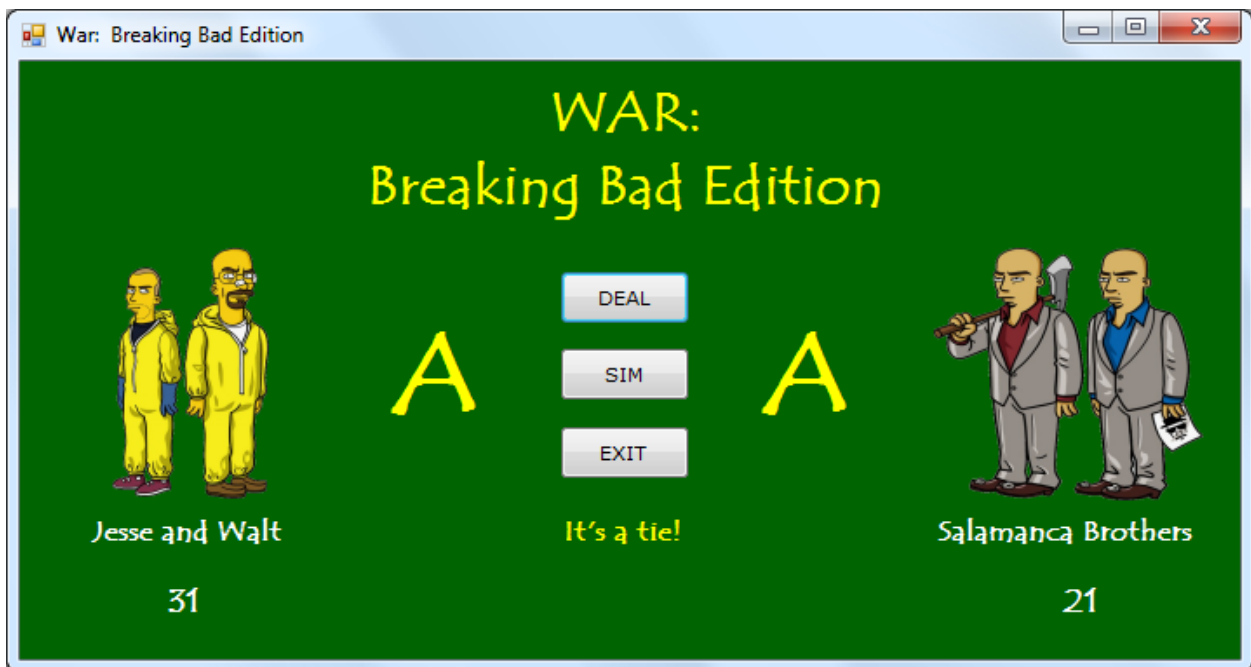 War: Breaking Bad Edition
WAR:
Breaking Bad Edition
DEAL
A
A
SIM
EXIT
Jesse and Walt
It's a tie!
Salamanca Brothers
31
21